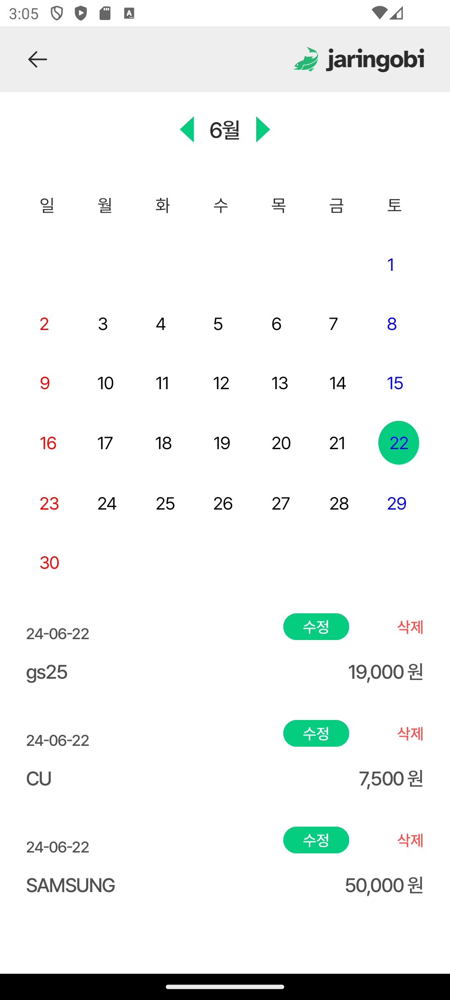 3:05
jaringobi
6월
일 월 화 수 목 금 토
1
2 3 4 5 6 7 8
9 10 11 12 13 14 15
16 17 18 19 20 21 22
23 24 25 26 27 28 29
30
24-06-22 수정 삭제
gs25 19,000 원
24-06-22 수정 삭제
CU 7,500 원
24-06-22 수정 삭제
SAMSUNG 50,000 원